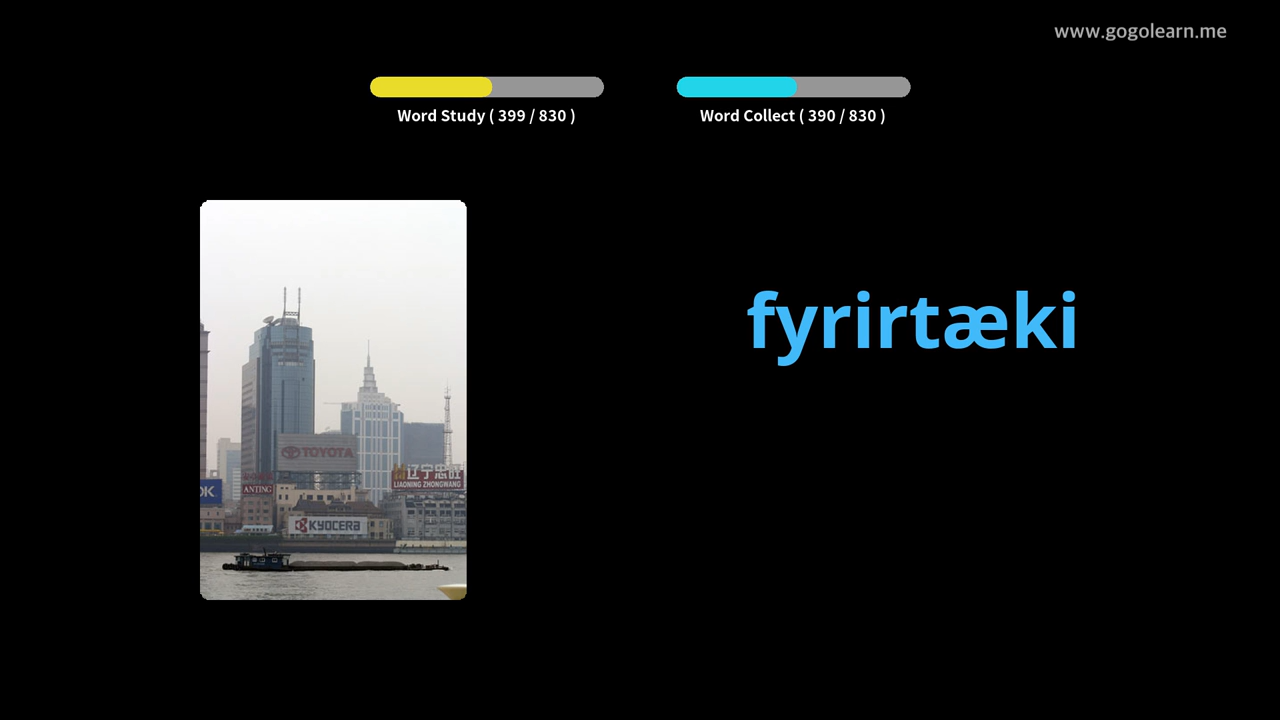 www.gogolearn.me
Word Study ( 399 / 830 )
Word Collect ( 390 / 830 )
fyrirtæki
TOYOTA
辽宁忠旺
LIAONING ZHONGWANG
OK
ANTING
KYOCERA